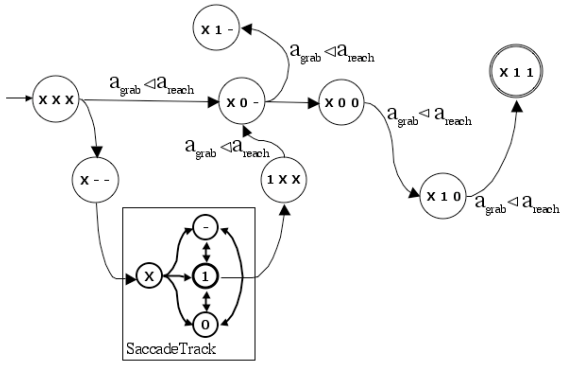 X 1 -
a_grab ◁ a_reach
X 1 1
a_grab ◁ a_reach
X X X
X 0 -
X 0 0
a_grab ◁ a_reach
a_grab ◁ a_reach
X - -
1 X X
X 1 0
a_grab ◁ a_reach
-
X
1
0
SaccadeTrack